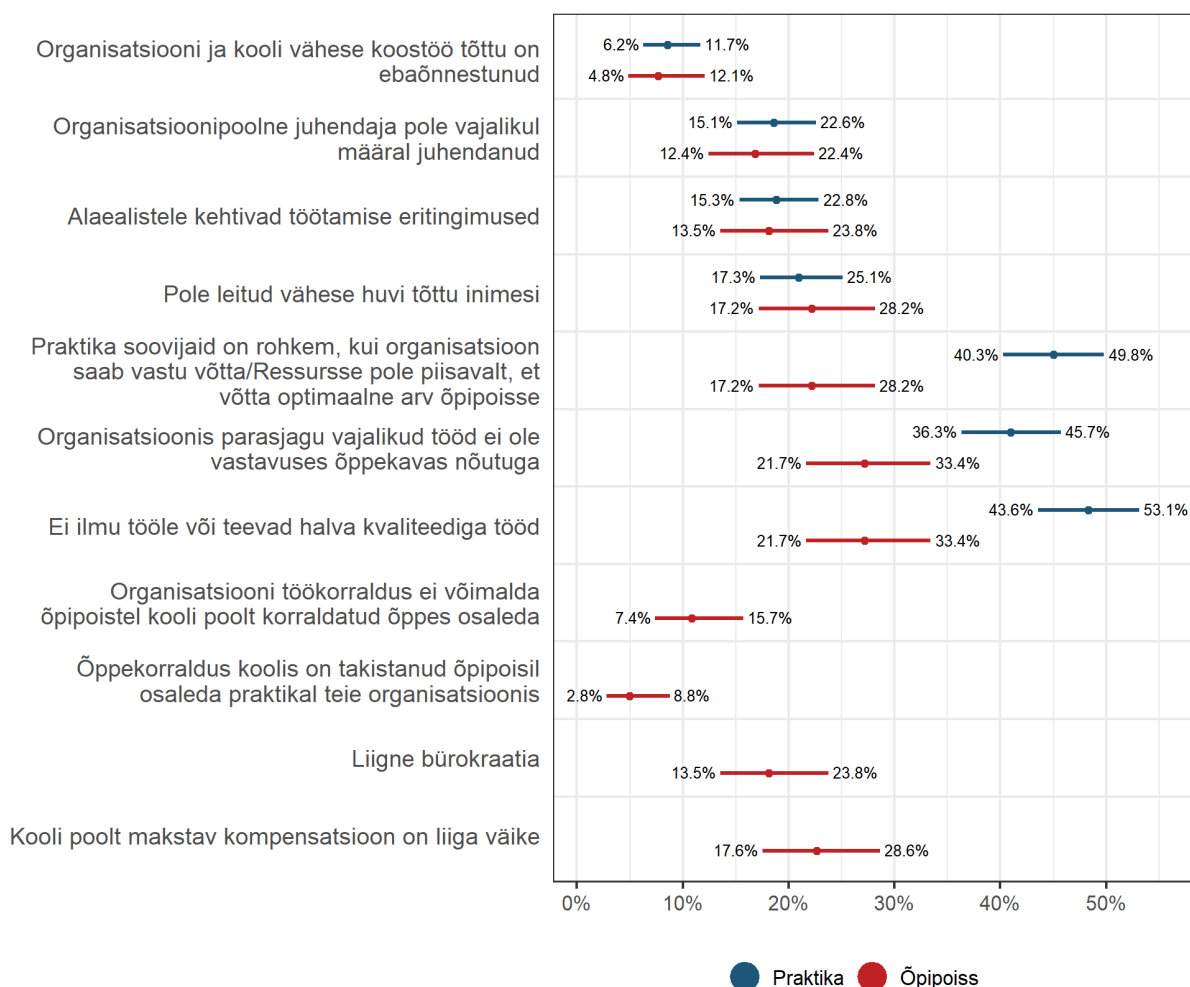 Organisatsiooni ja kooli vähese koostöö tõttu on
ebaõnnestunud
6.2% 11.7%
4.8% 12.1%
Organisatsioonipoolne juhendaja pole vajalikul
määral juhendanud
15.1% 22.6%
12.4% 22.4%
Alaealistele kehtivad töötamise eritingimused
15.3% 22.8%
13.5% 23.8%
Pole leitud vähese huvi tõttu inimesi
17.3% 25.1%
17.2% 28.2%
Praktika soovijaid on rohkem, kui organisatsioon
saab vastu võtta/Ressursse pole piisavalt, et
võtta optimaalne arv õpipoisse
40.3% 49.8%
17.2% 28.2%
Organisatsioonis parasjagu vajalikud tööd ei ole
vastavuses õppekavas nõutuga
36.3% 45.7%
21.7% 33.4%
Ei ilmu tööle või teevad halva kvaliteediga tööd
43.6% 53.1%
21.7% 33.4%
Organisatsiooni töökorraldus ei võimalda
õpipoistel kooli poolt korraldatud õppes osaleda
7.4% 15.7%
Õppekorraldus koolis on takistanud õpipoisil
osaleda praktikal teie organisatsioonis
2.8% 8.8%
Liigne bürokraatia
13.5% 23.8%
Kooli poolt makstav kompensatsioon on liiga väike
17.6% 28.6%
0% 10% 20% 30% 40% 50%
Praktika Õpipoiss